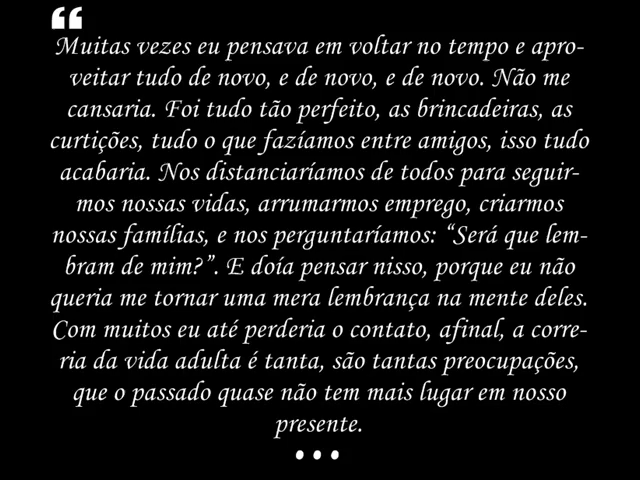 “
Muitas vezes eu pensava em voltar no tempo e apro-
veitar tudo de novo, e de novo, e de novo. Não me
cansaria. Foi tudo tão perfeito, as brincadeiras, as
curtições, tudo o que fazíamos entre amigos, isso tudo
acabaria. Nos distanciaríamos de todos para seguir-
mos nossas vidas, arrumarmos emprego, criarmos
nossas famílias, e nos perguntaríamos: “Será que lem-
bram de mim?”. E doía pensar nisso, porque eu não
queria me tornar uma mera lembrança na mente deles.
Com muitos eu até perderia o contato, afinal, a corre-
ria da vida adulta é tanta, são tantas preocupações,
que o passado quase não tem mais lugar em nosso
presente.
...